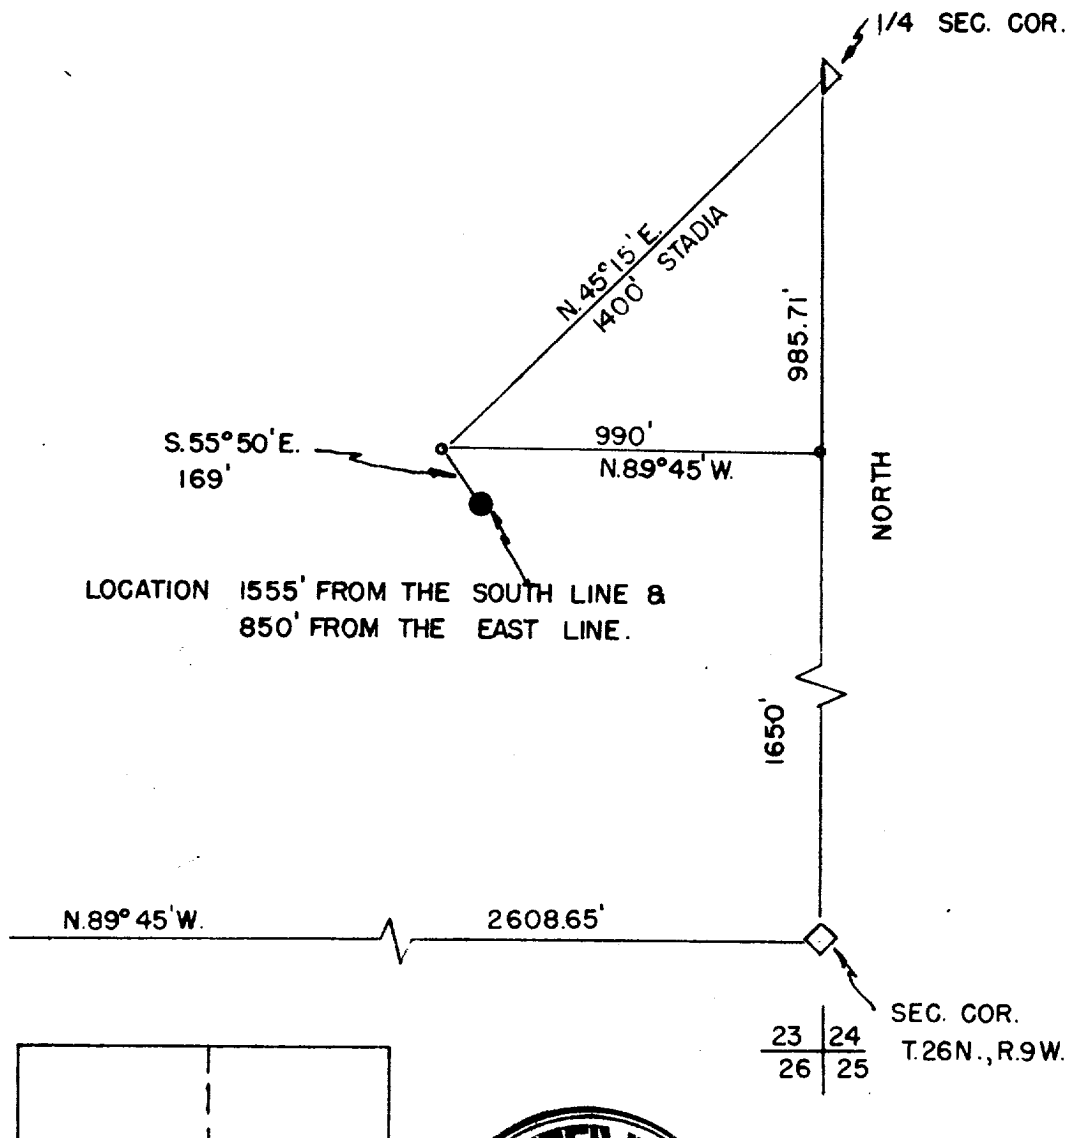 1/4 SEC. COR.
N. 45° 15' E.
1400' STADIA
985.71'
S. 55° 50' E.
169'
990'
N. 89° 45' W.
NORTH
LOCATION 1555' FROM THE SOUTH LINE &
850' FROM THE EAST LINE.
1650'
N. 89° 45' W.
2608.65'
SEC. COR.
23 24
T. 26 N., R. 9 W.
26 25